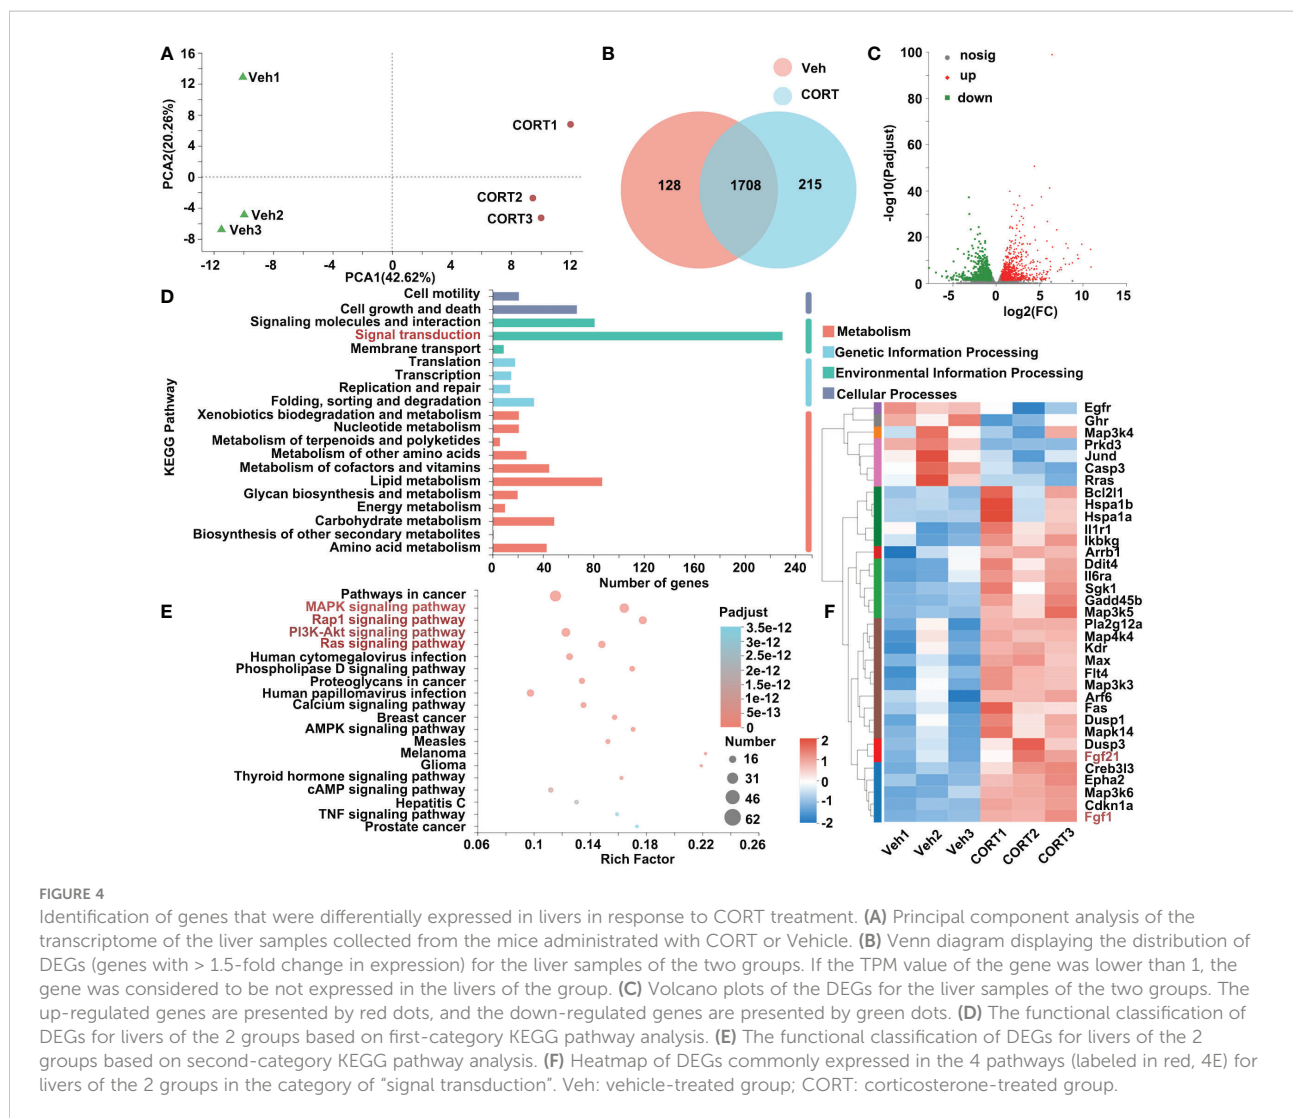 A
16
12
8
4
0
-4
-8
PCA2(20.26%)
Veh1
CORT1
CORT2
CORT3
Veh2
Veh3
-12
-8
-4
0
4
8
12
PCA1(42.62%)
B
Veh
CORT
128
1708
215
C
100
80
60
40
20
0
-log10(Padjust)
nosig
up
down
-5
0
5
10
15
log2(FC)
D
KEGG Pathway
Cell motility
Cell growth and death
Signaling molecules and interaction
Signal transduction
Membrane transport
Translation
Transcription
Replication and repair
Folding, sorting and degradation
Xenobiotics biodegradation and metabolism
Nucleotide metabolism
Metabolism of terpenoids and polyketides
Metabolism of other amino acids
Metabolism of cofactors and vitamins
Lipid metabolism
Glycan biosynthesis and metabolism
Energy metabolism
Carbohydrate metabolism
Biosynthesis of other secondary metabolites
Amino acid metabolism
0
40
80
120
160
200
240
Number of genes
Metabolism
Genetic Information Processing
Environmental Information Processing
Cellular Processes
E
Pathways in cancer
MAPK signaling pathway
Rap1 signaling pathway
PI3K-Akt signaling pathway
Ras signaling pathway
Human cytomegalovirus infection
Phospholipase D signaling pathway
Proteoglycans in cancer
Human papillomavirus infection
Calcium signaling pathway
Breast cancer
AMPK signaling pathway
Measles
Melanoma
Glioma
Thyroid hormone signaling pathway
cAMP signaling pathway
Hepatitis C
TNF signaling pathway
Prostate cancer
0.06
0.1
0.14
0.18
0.22
0.26
Rich Factor
Padjust
3.5e-12
3e-12
2.5e-12
2e-12
1.5e-12
1e-12
5e-13
0
Number
16
31
46
62
F
2
1
0
-1
-2
Egfr
Ghr
Map3k4
Prkd3
Jund
Casp3
Rras
Bcl2l1
Hspa1b
Hspa1a
Il1r1
Ikbkg
Arrb1
Ddit4
Il6ra
Sgk1
Gadd45b
Map3k5
Pla2g12a
Map4k4
Kdr
Max
Flt4
Map3k3
Arf6
Fas
Dusp1
Mapk14
Dusp3
Fgf21
Creb3l3
Epha2
Map3k6
Cdkn1a
Fgf1
Veh1
Veh2
Veh3
CORT1
CORT2
CORT3
FIGURE 4
Identification of genes that were differentially expressed in livers in response to CORT treatment. (A) Principal component analysis of the
transcriptome of the liver samples collected from the mice administrated with CORT or Vehicle. (B) Venn diagram displaying the distribution of
DEGs (genes with > 1.5-fold change in expression) for the liver samples of the two groups. If the TPM value of the gene was lower than 1, the
gene was considered to be not expressed in the livers of the group. (C) Volcano plots of the DEGs for the liver samples of the two groups. The
up-regulated genes are presented by red dots, and the down-regulated genes are presented by green dots. (D) The functional classification of
DEGs for livers of the 2 groups based on first-category KEGG pathway analysis. (E) The functional classification of DEGs for livers of the 2
groups based on second-category KEGG pathway analysis. (F) Heatmap of DEGs commonly expressed in the 4 pathways (labeled in red, 4E) for
livers of the 2 groups in the category of "signal transduction". Veh: vehicle-treated group; CORT: corticosterone-treated group.